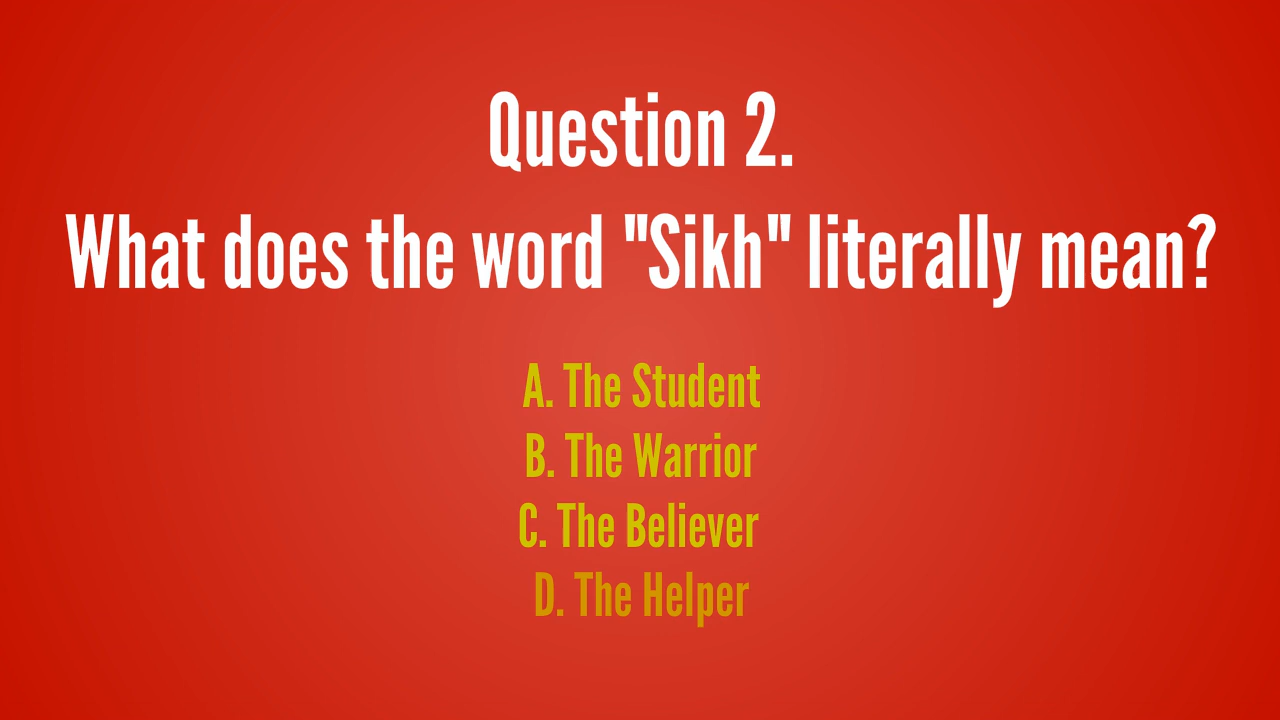 Question 2.
What does the word "Sikh" literally mean?
A. The Student
B. The Warrior
C. The Believer
D. The Helper